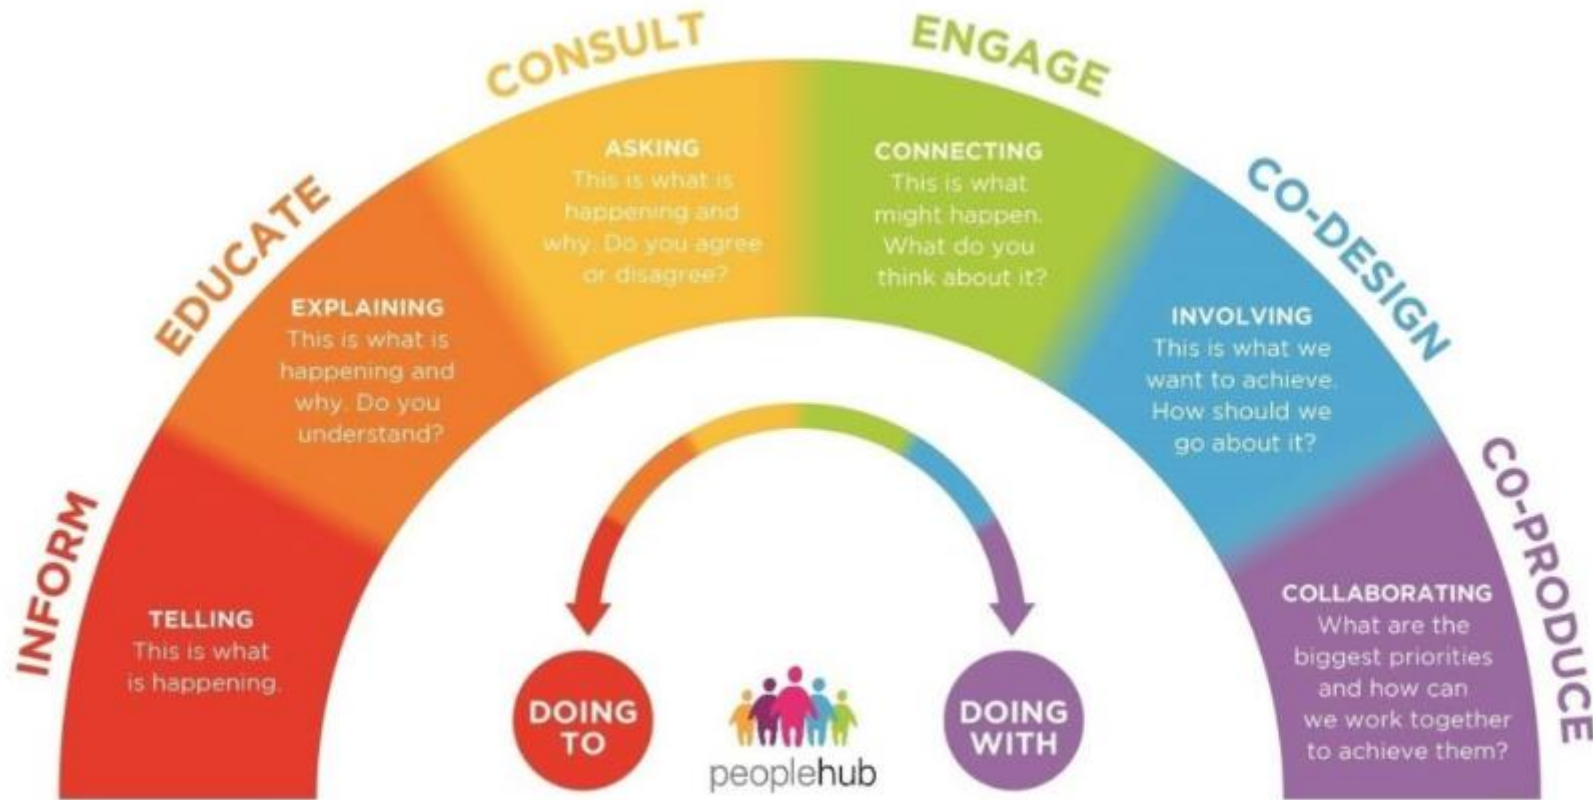 INFORM
TELLING
This is what
is happening.
EDUCATE
EXPLAINING
This is what is
happening and
why. Do you
understand?
CONSULT
ASKING
This is what is
happening and
why. Do you agree
or disagree?
ENGAGE
CONNECTING
This is what
might happen.
What do you
think about it?
CO-DESIGN
INVOLVING
This is what we
want to achieve.
How should we
go about it?
CO-PRODUCE
COLLABORATING
What are the
biggest priorities
and how can
we work together
to achieve them?
DOING
TO
peoplehub
DOING
WITH